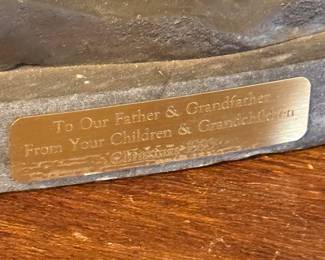 To Our Father & Grandfather
From Your Children & Grandchildren